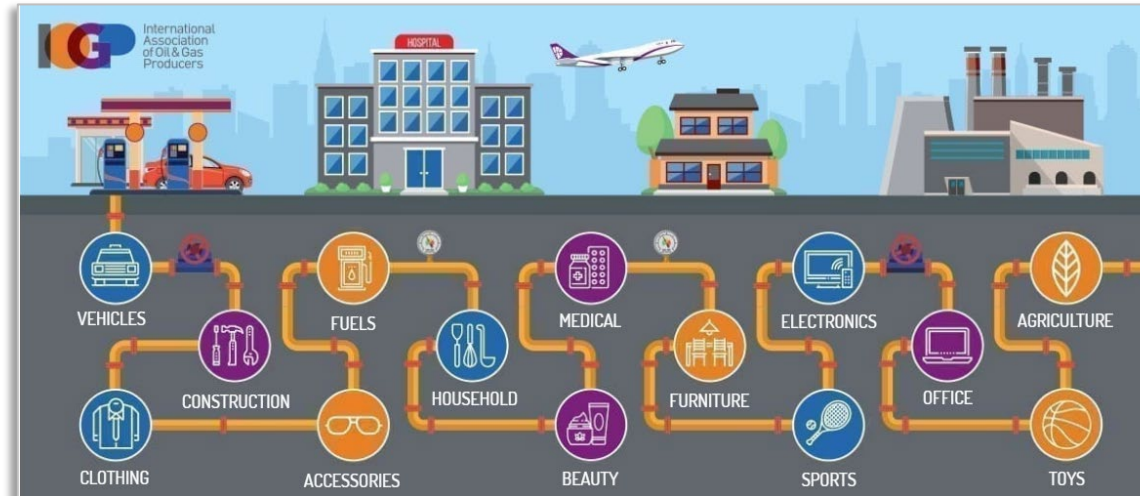 International
Association
of Oil & Gas
Producers
IOGP
HOSPITAL
VEHICLES
FUELS
MEDICAL
ELECTRONICS
AGRICULTURE
CONSTRUCTION
HOUSEHOLD
FURNITURE
OFFICE
CLOTHING
ACCESSORIES
BEAUTY
SPORTS
TOYS